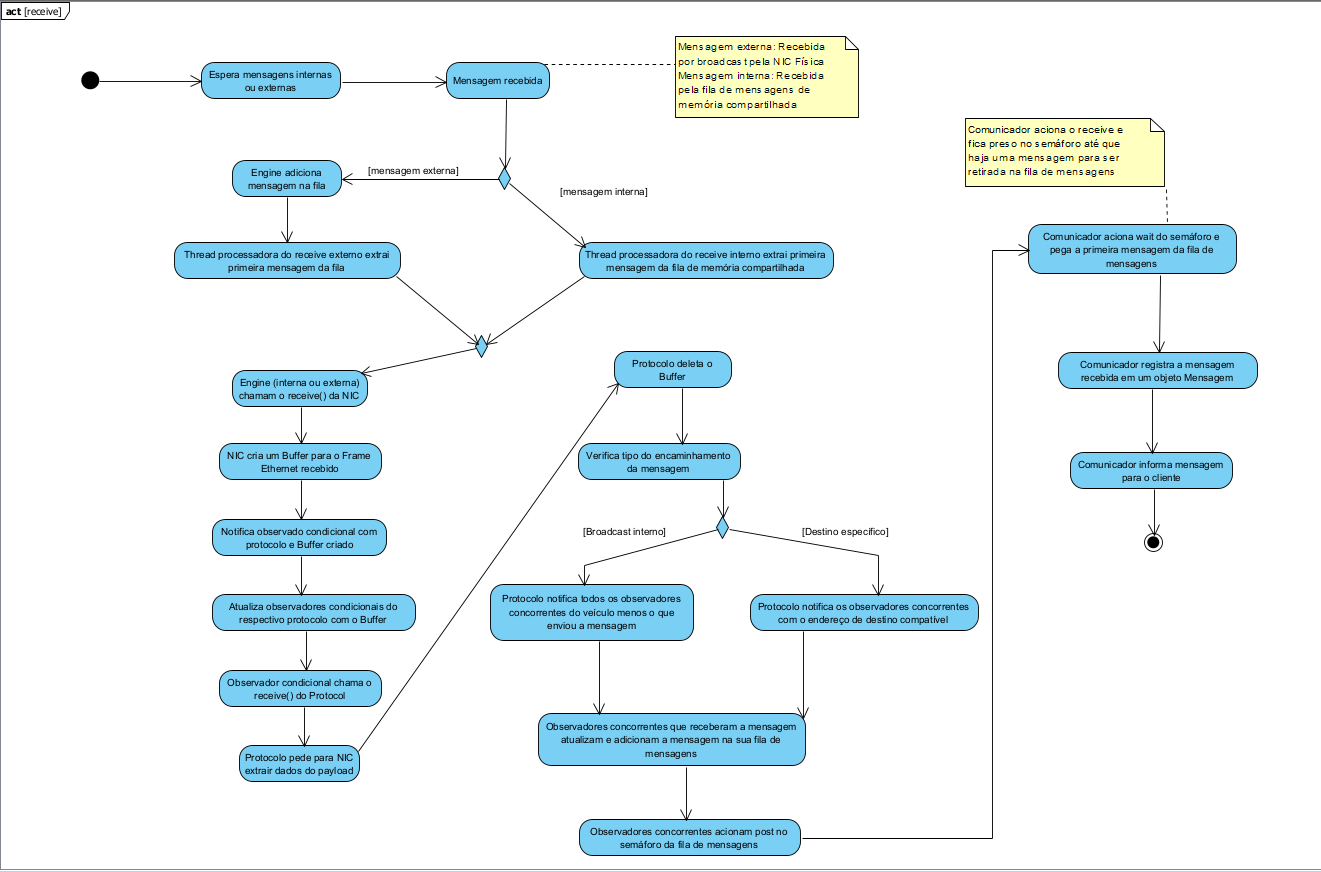 act [receive]
Espera mensagens internas
ou externas
Mensagem recebida
Mensagem externa: Recebida
por broadcast pela NIC Física
Mensagem interna: Recebida
pela fila de mensagens de
memória compartilhada
[mensagem externa]
[mensagem interna]
Engine adiciona
mensagem na fila
Thread processadora do receive externo extrai
primeira mensagem da fila
Thread processadora do receive interno extrai primeira
mensagem da fila de memória compartilhada
Engine (interna ou externa)
chamam o receive() da NIC
NIC cria um Buffer para o Frame
Ethernet recebido
Notifica observado condicional com
protocolo e Buffer criado
Atualiza observadores condicionais do
respectivo protocolo com o Buffer
Observador condicional chama o
receive() do Protocol
Protocolo pede para NIC
extrair dados do payload
Protocolo deleta o
Buffer
Verifica tipo do encaminhamento
da mensagem
[Broadcast interno]
[Destino específico]
Protocolo notifica todos os observadores
concorrentes do veículo menos o que
enviou a mensagem
Protocolo notifica os observadores concorrentes
com o endereço de destino compatível
Observadores concorrentes que receberam a mensagem
atualizam e adicionam a mensagem na sua fila de
mensagens
Observadores concorrentes acionam post no
semáforo da fila de mensagens
Comunicador aciona o receive e
fica preso no semáforo até que
haja uma mensagem para ser
retirada na fila de mensagens
Comunicador aciona wait do semáforo e
pega a primeira mensagem da fila de
mensagens
Comunicador registra a mensagem
recebida em um objeto Mensagem
Comunicador informa mensagem
para o cliente